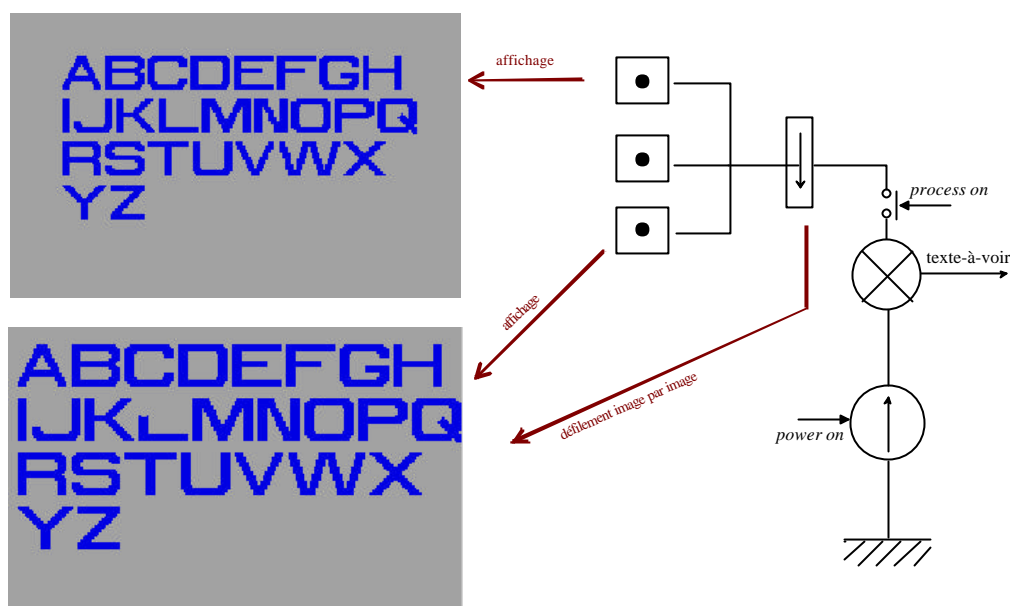 ABCDEFGH
IJKLMNOPQ
RSTUVWX
YZ
affichage
process on
texte-à-voir
affichage
ABCDEFGH
IJKLMNOPQ
RSTUVWX
YZ
défilement image par image
power on